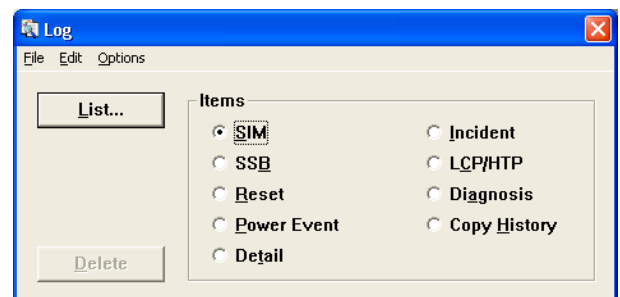 Log
File Edit Options
List...
Items
SIM
Incident
SSB
LCP/HTP
Reset
Diagnosis
Power Event
Copy History
Detail
Delete